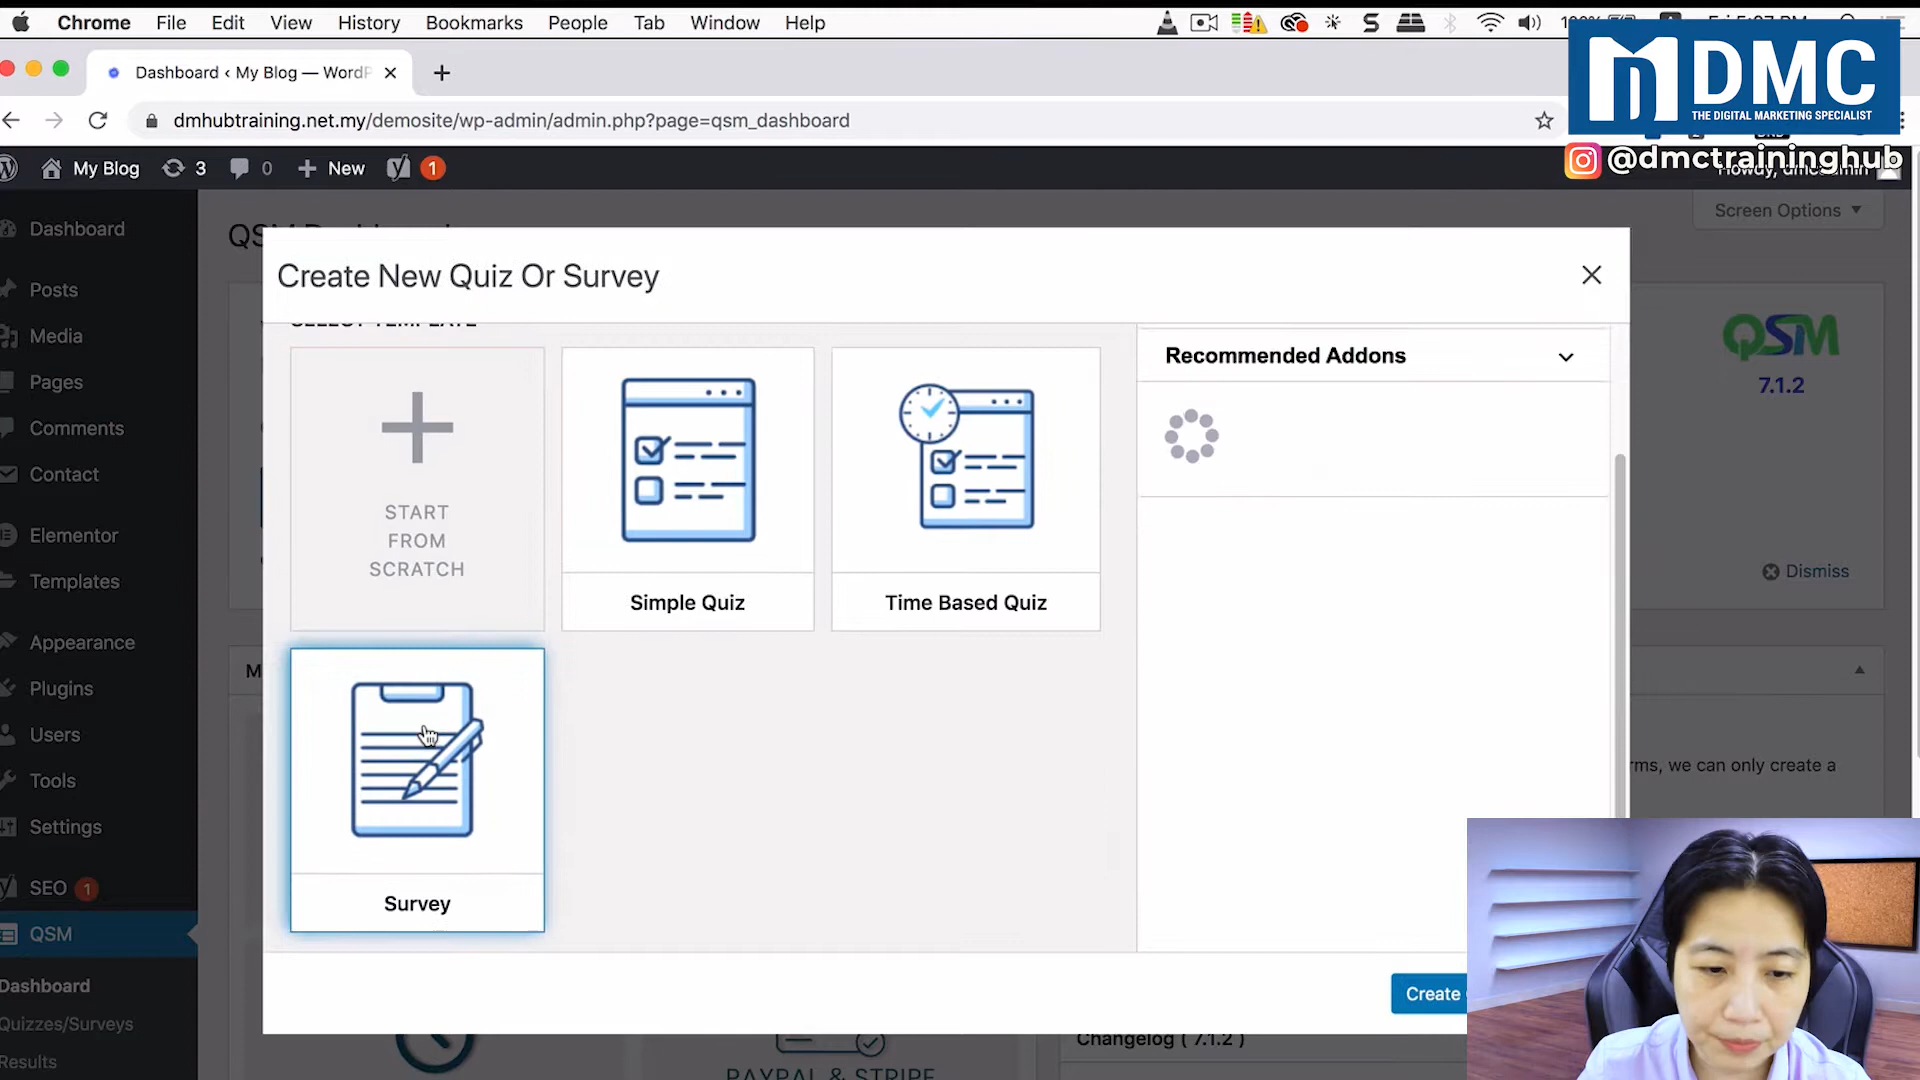 Chrome File Edit View History Bookmarks People Tab Window Help
Dashboard ‹ My Blog — WordP
dmhubtraining.net.my/demosite/wp-admin/admin.php?page=qsm_dashboard
DMC
THE DIGITAL MARKETING SPECIALIST
@dmctraininghub
My Blog 3 0 New 1
Howdy, dmcadmin
Screen Options
Dashboard
Posts
Media
Pages
Comments
Contact
Elementor
Templates
Appearance
Plugins
Users
Tools
Settings
SEO 1
QSM
Dashboard
Quizzes/Surveys
Results
Create New Quiz Or Survey
SELECT TEMPLATE
START
FROM
SCRATCH
Simple Quiz
Time Based Quiz
Survey
Recommended Addons
QSM
7.1.2
Dismiss
rms, we can only create a
Create
Changelog ( 7.1.2 )
PAYPAL & STRIPE